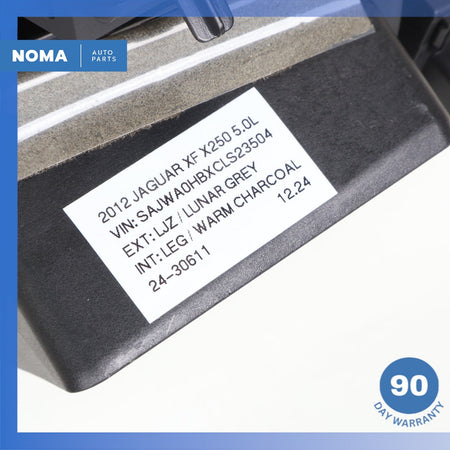 NOMA AUTO
PARTS
2012 JAGUAR XF X250 5.0L
VIN: SAJWA0HBXCLS23504
EXT: LJZ / LUNAR GREY
INT: LEG / WARM CHARCOAL
24-30611 12.24
90
DAY WARRANTY